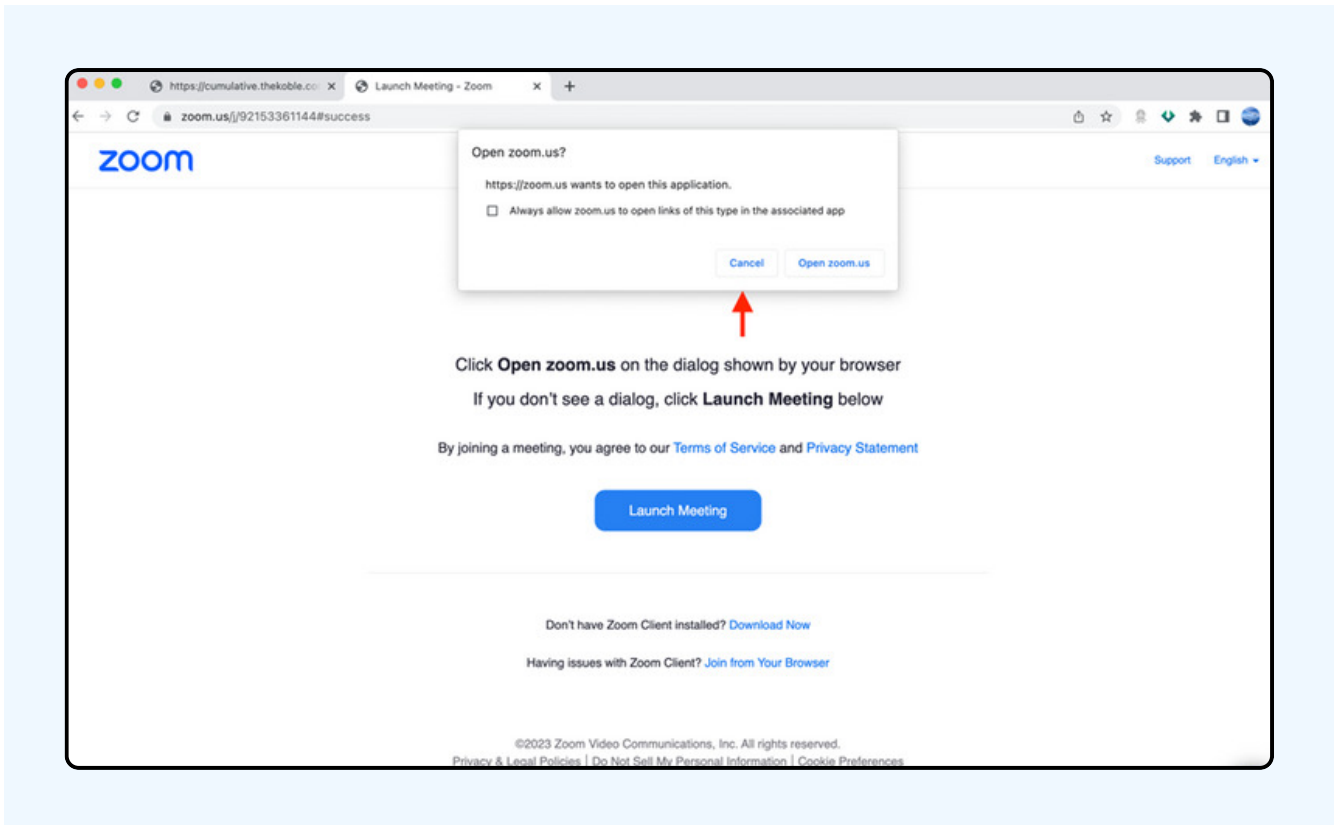 https://cumulative.thekoble.co
Launch Meeting - Zoom
zoom.us/j/92153361144#success
zoom
Support English
Open zoom.us?
https://zoom.us wants to open this application.
Always allow zoom.us to open links of this type in the associated app
Cancel Open zoom.us
Click Open zoom.us on the dialog shown by your browser
If you don't see a dialog, click Launch Meeting below
By joining a meeting, you agree to our Terms of Service and Privacy Statement
Launch Meeting
Don't have Zoom Client installed? Download Now
Having issues with Zoom Client? Join from Your Browser
©2023 Zoom Video Communications, Inc. All rights reserved.
Privacy & Legal Policies | Do Not Sell My Personal Information | Cookie Preferences